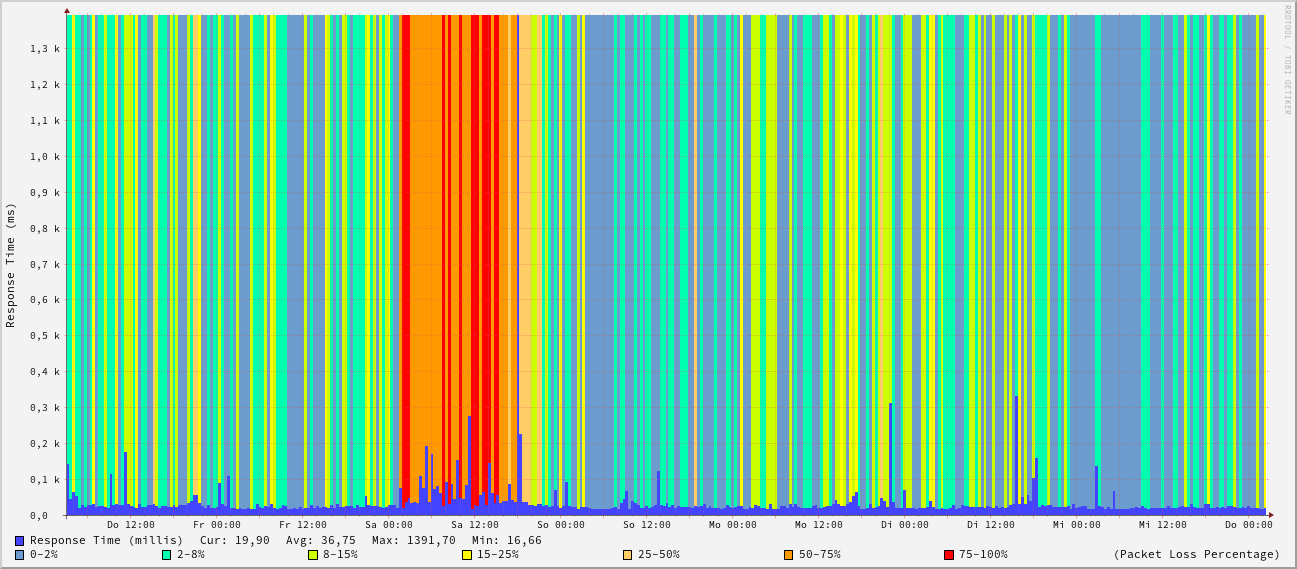 RRDTOOL / TOBI OETIKER
Response Time (ms)
1,3 k
1,2 k
1,1 k
1,0 k
0,9 k
0,8 k
0,7 k
0,6 k
0,5 k
0,4 k
0,3 k
0,2 k
0,1 k
0,0
Do 12:00 Fr 00:00 Fr 12:00 Sa 00:00 Sa 12:00 So 00:00 So 12:00 Mo 00:00 Mo 12:00 Di 00:00 Di 12:00 Mi 00:00 Mi 12:00 Do 00:00
Response Time (millis) Cur: 19,90 Avg: 36,75 Max: 1391,70 Min: 16,66
0-2% 2-8% 8-15% 15-25% 25-50% 50-75% 75-100% (Packet Loss Percentage)